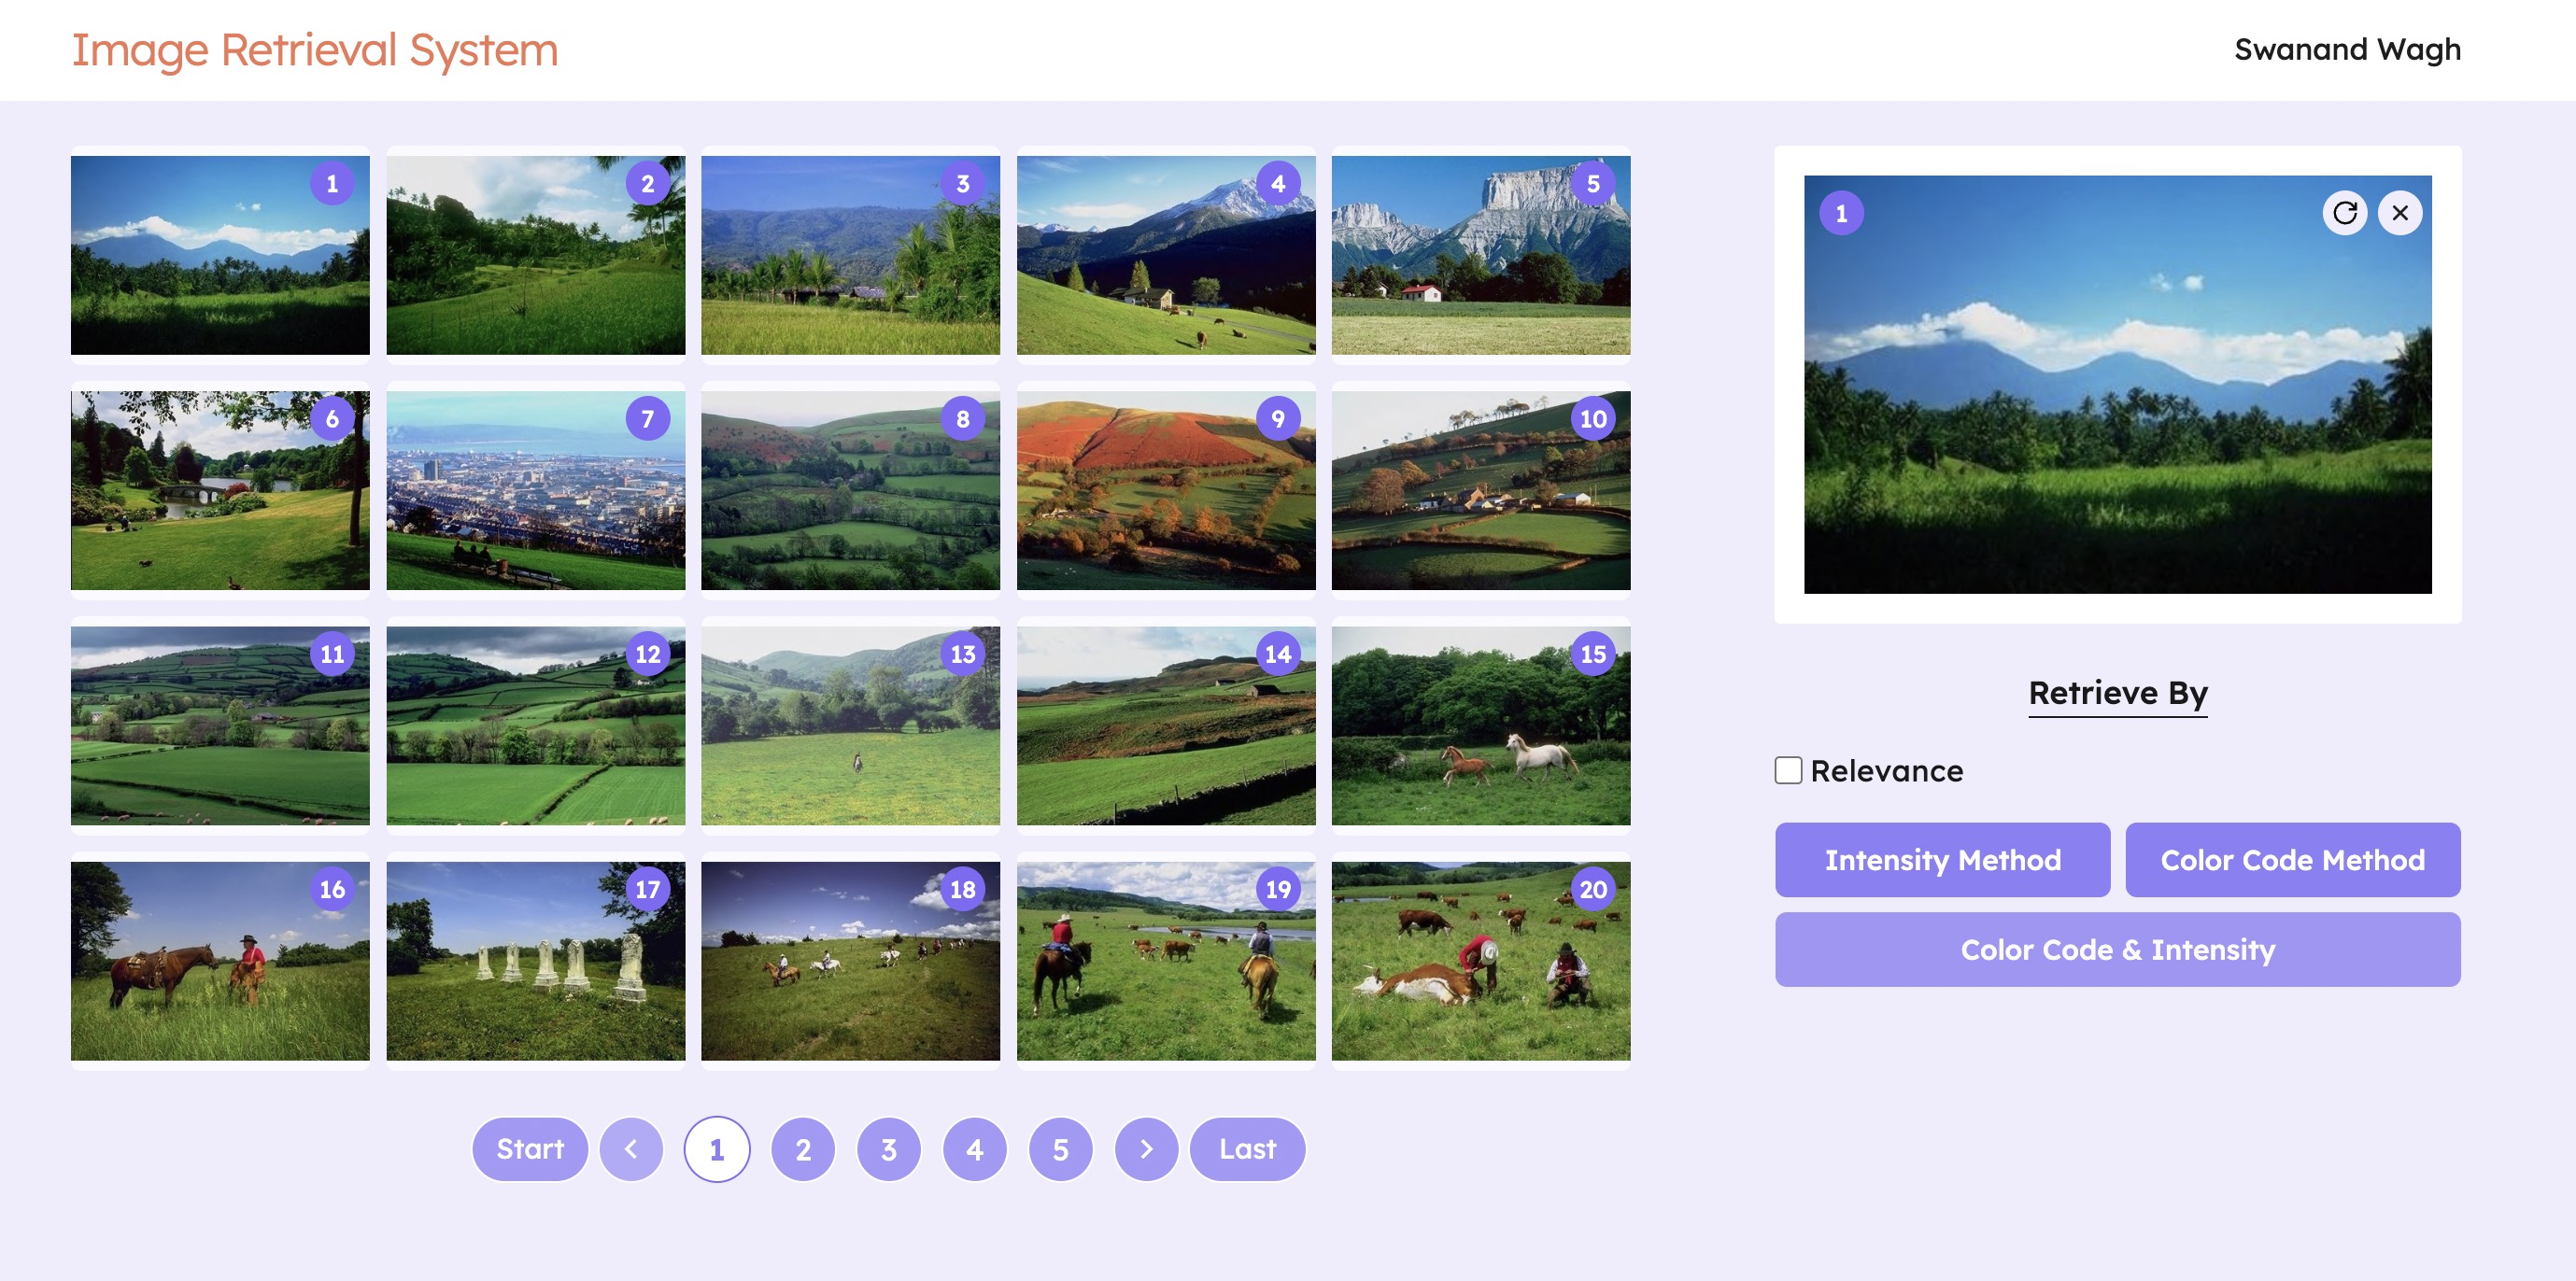 Image Retrieval System
Swanand Wagh
1
2
3
4
5
6
7
8
9
10
11
12
13
14
15
16
17
18
19
20
Start
1
2
3
4
5
Last
1
Retrieve By
Relevance
Intensity Method
Color Code Method
Color Code & Intensity